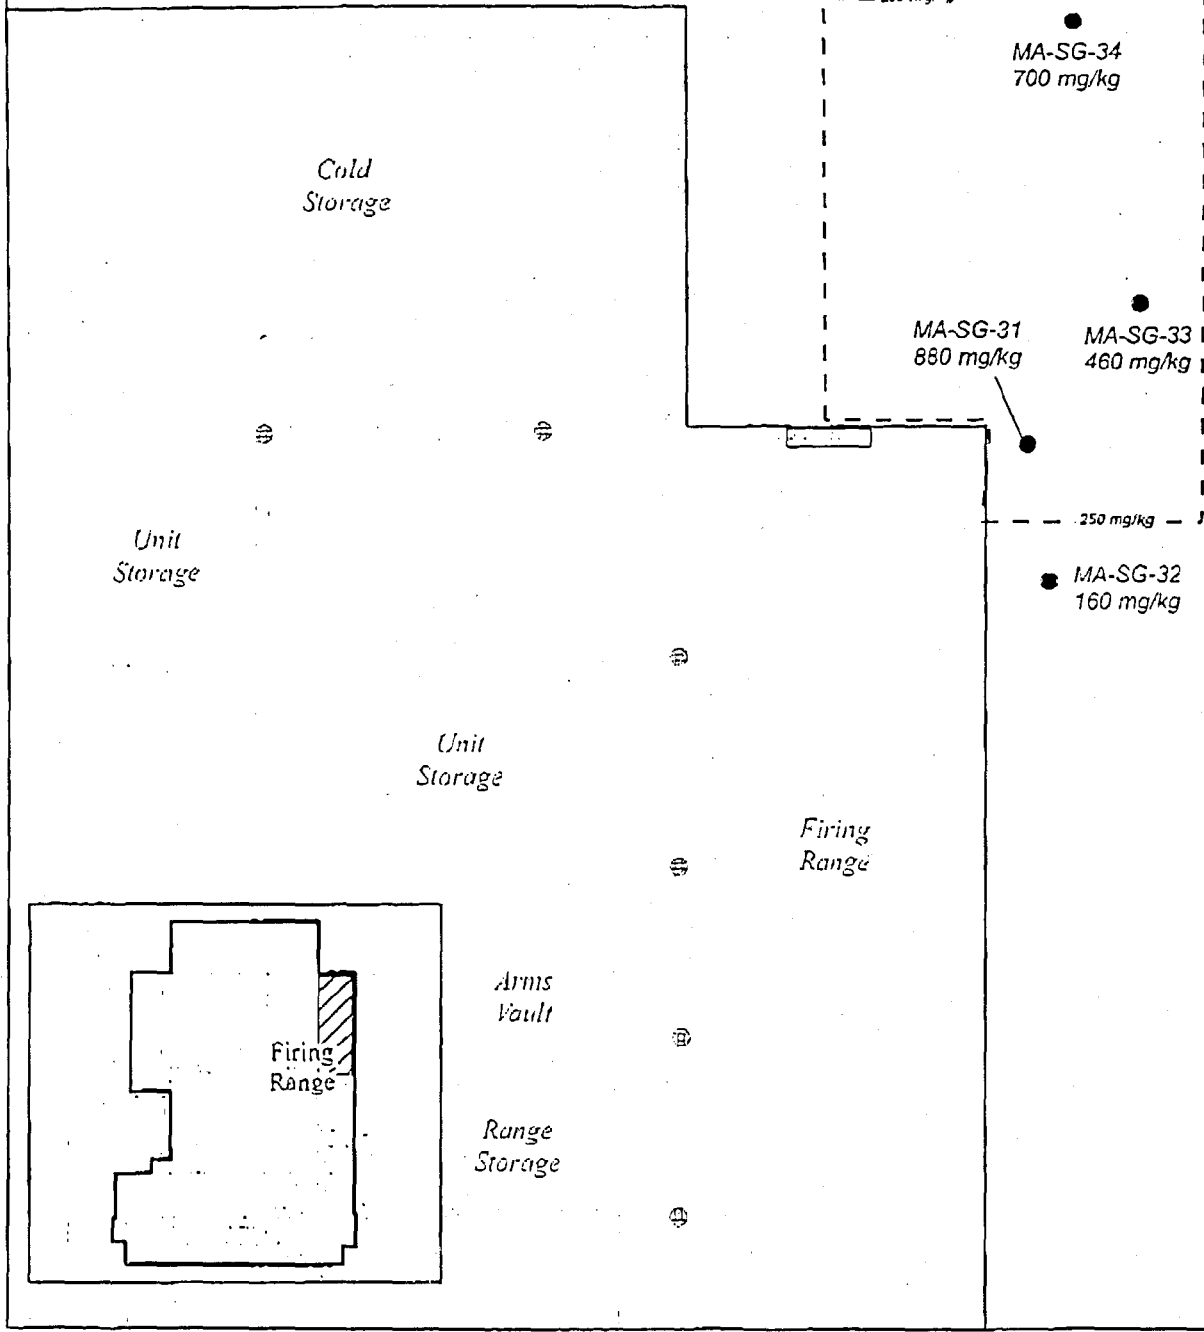 MA-SG-34
700 mg/kg
Cold
Storage
MA-SG-31
880 mg/kg
MA-SG-33
460 mg/kg
250 mg/kg
Unit
Storage
MA-SG-32
160 mg/kg
Unit
Storage
Firing
Range
Arms
Vault
Firing
Range
Range
Storage